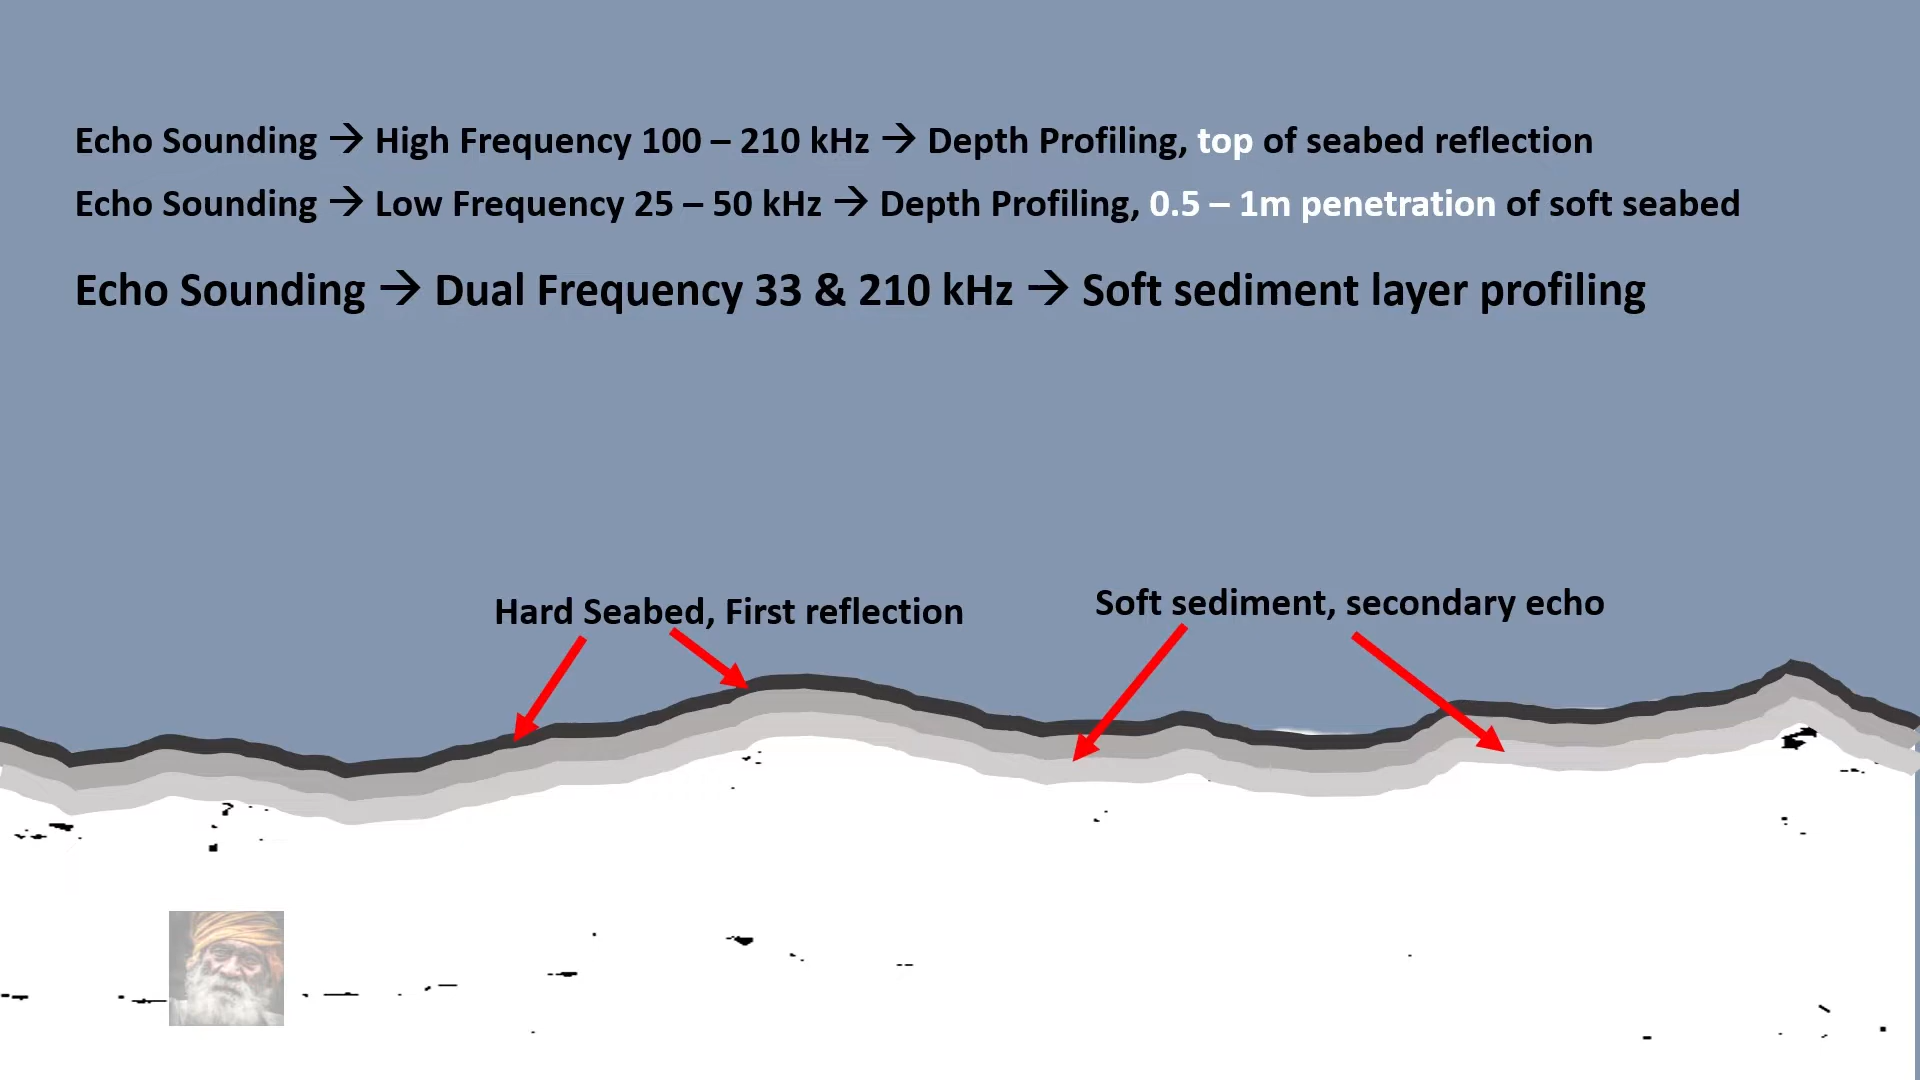 Echo Sounding → High Frequency 100 – 210 kHz → Depth Profiling, top of seabed reflection
Echo Sounding → Low Frequency 25 – 50 kHz → Depth Profiling, 0.5 – 1m penetration of soft seabed
Echo Sounding → Dual Frequency 33 & 210 kHz → Soft sediment layer profiling
Hard Seabed, First reflection
Soft sediment, secondary echo